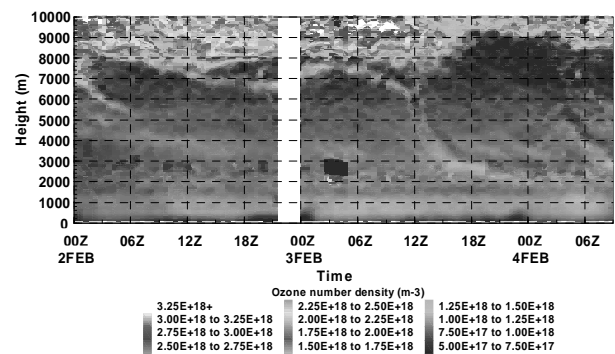 10000
9000
8000
7000
6000
5000
4000
3000
2000
1000
0
Height (m)
00Z 06Z 12Z 18Z 00Z 06Z 12Z 18Z 00Z 06Z
2FEB 3FEB 4FEB
Time
Ozone number density (m-3)
3.25E+18+ 2.25E+18 to 2.50E+18 1.25E+18 to 1.50E+18
3.00E+18 to 3.25E+18 2.00E+18 to 2.25E+18 1.00E+18 to 1.25E+18
2.75E+18 to 3.00E+18 1.75E+18 to 2.00E+18 7.50E+17 to 1.00E+18
2.50E+18 to 2.75E+18 1.50E+18 to 1.75E+18 5.00E+17 to 7.50E+17